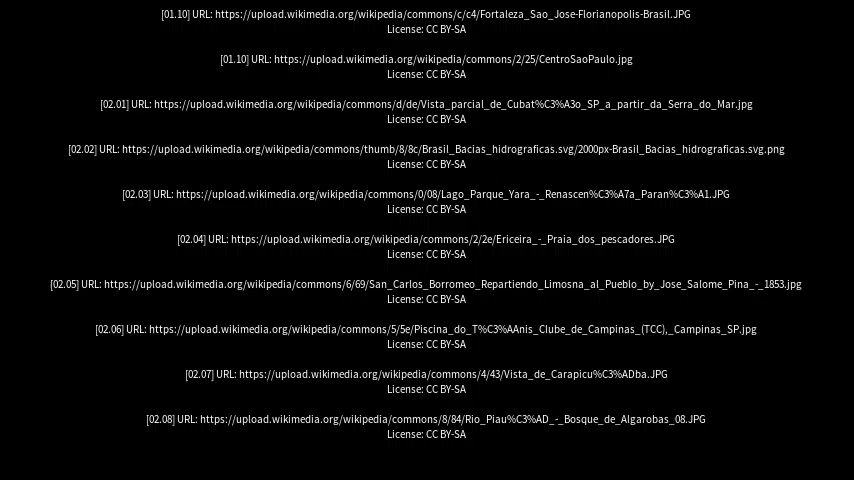 [01.10] URL: https://upload.wikimedia.org/wikipedia/commons/c/c4/Fortaleza_Sao_Jose-Florianopolis-Brasil.JPG
License: CC BY-SA
[01.10] URL: https://upload.wikimedia.org/wikipedia/commons/2/25/CentroSaoPaulo.jpg
License: CC BY-SA
[02.01] URL: https://upload.wikimedia.org/wikipedia/commons/d/de/Vista_parcial_de_Cubat%C3%A3o_SP_a_partir_da_Serra_do_Mar.jpg
License: CC BY-SA
[02.02] URL: https://upload.wikimedia.org/wikipedia/commons/thumb/8/8c/Brasil_Bacias_hidrograficas.svg/2000px-Brasil_Bacias_hidrograficas.svg.png
License: CC BY-SA
[02.03] URL: https://upload.wikimedia.org/wikipedia/commons/0/08/Lago_Parque_Yara_-_Renascen%C3%A7a_Paran%C3%A1.JPG
License: CC BY-SA
[02.04] URL: https://upload.wikimedia.org/wikipedia/commons/2/2e/Ericeira_-_Praia_dos_pescadores.JPG
License: CC BY-SA
[02.05] URL: https://upload.wikimedia.org/wikipedia/commons/6/69/San_Carlos_Borromeo_Repartiendo_Limosna_al_Pueblo_by_Jose_Salome_Pina_-_1853.jpg
License: CC BY-SA
[02.06] URL: https://upload.wikimedia.org/wikipedia/commons/5/5e/Piscina_do_T%C3%AAnis_Clube_de_Campinas_(TCC),_Campinas_SP.jpg
License: CC BY-SA
[02.07] URL: https://upload.wikimedia.org/wikipedia/commons/4/43/Vista_de_Carapicu%C3%ADba.JPG
License: CC BY-SA
[02.08] URL: https://upload.wikimedia.org/wikipedia/commons/8/84/Rio_Piau%C3%AD_-_Bosque_de_Algarobas_08.JPG
License: CC BY-SA